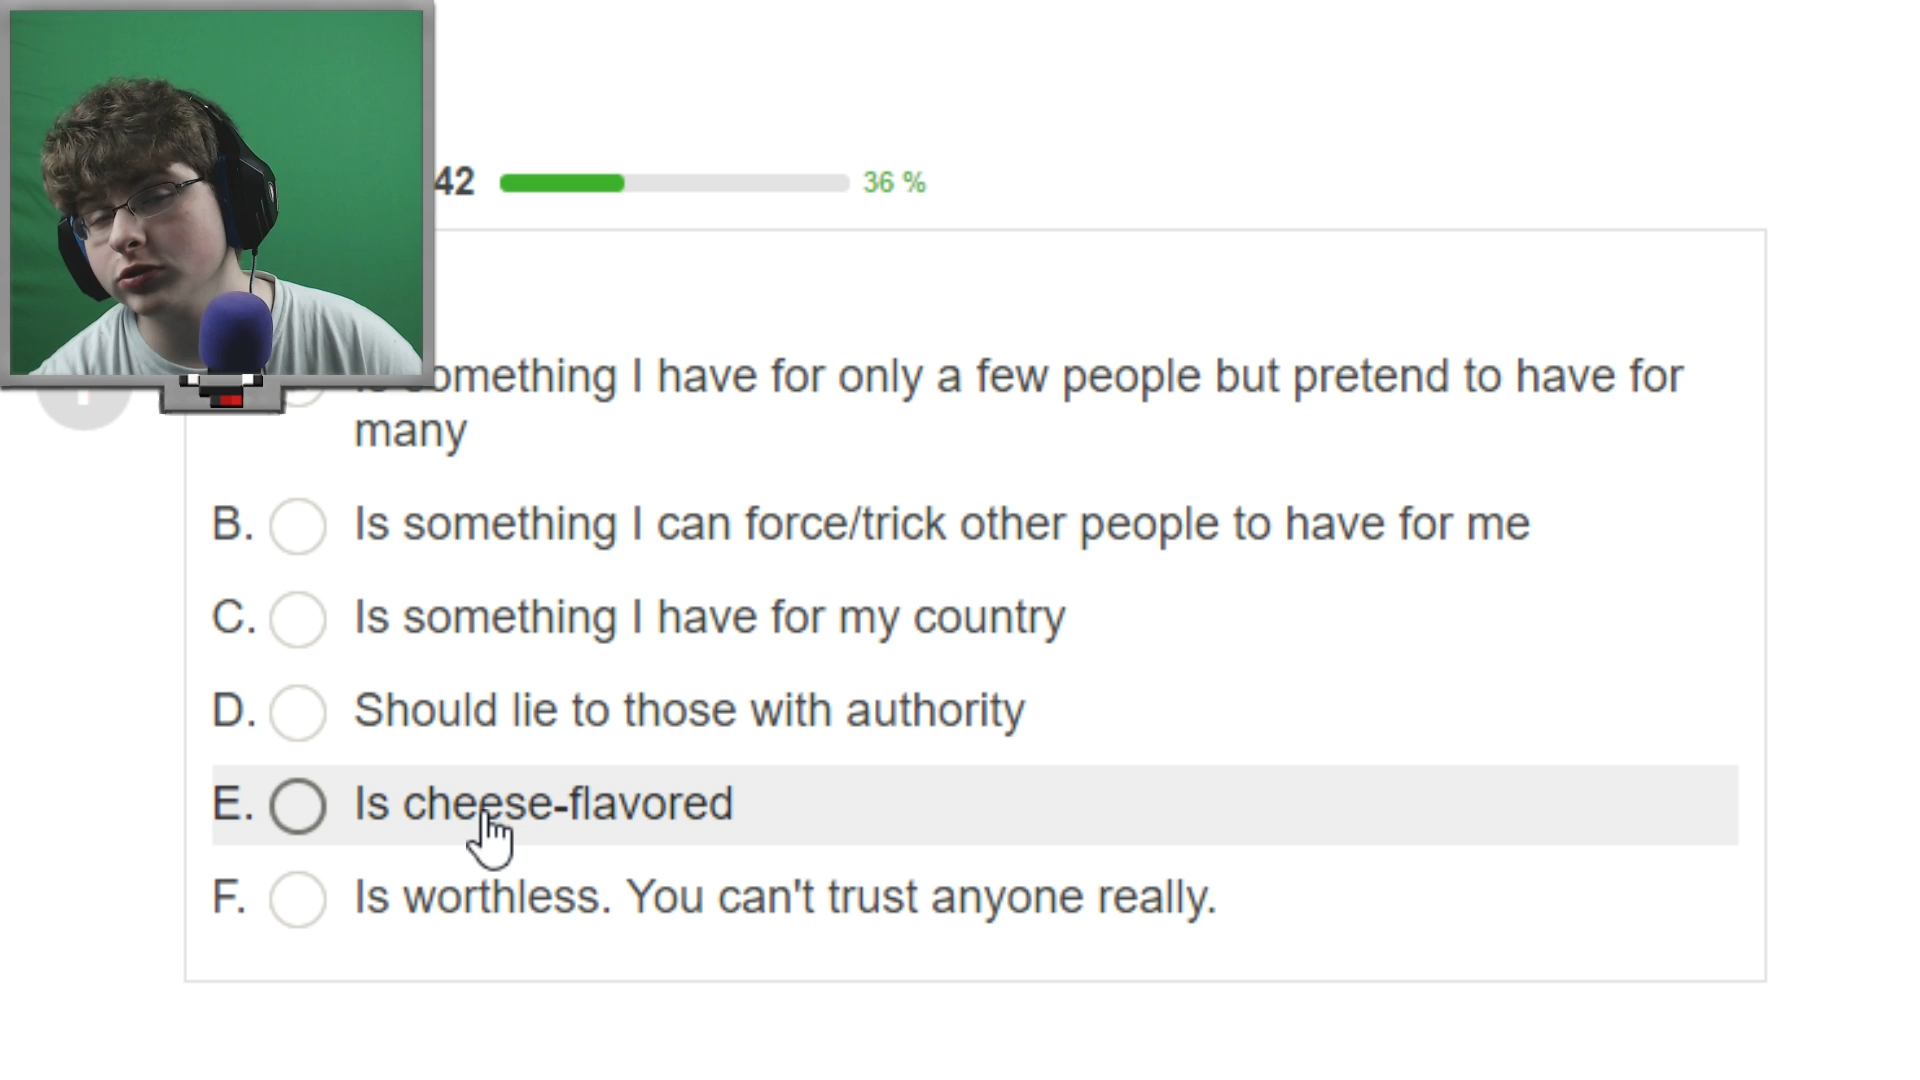 42 36 %
something I have for only a few people but pretend to have for
many
B. Is something I can force/trick other people to have for me
C. Is something I have for my country
D. Should lie to those with authority
E. Is cheese-flavored
F. Is worthless. You can't trust anyone really.